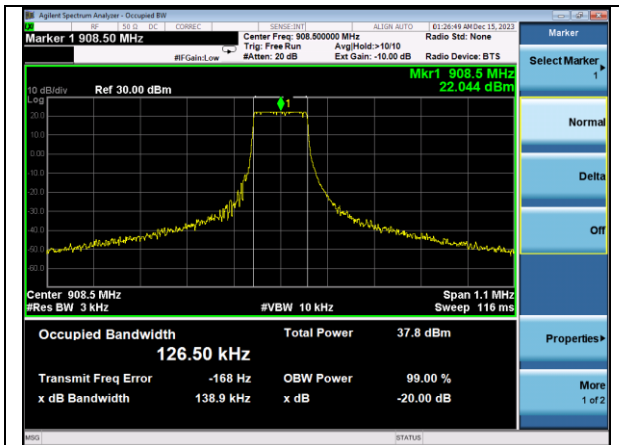 Agilent Spectrum Analyzer - Occupied BW
RF 50 Ω DC CORREC SENSE:INT ALIGN AUTO 01:26:49 AM Dec 15, 2023
Marker 1 908.50 MHz
Center Freq: 908.500000 MHz
Radio Std: None
Trig: Free Run Avg|Hold:>10/10
#IFGain:Low #Atten: 20 dB Ext Gain: -10.00 dB Radio Device: BTS
Mkr1 908.5 MHz
22.044 dBm
10 dB/div Ref 30.00 dBm
Log
20.0
1
10.0
0.00
-10.0
-20.0
-30.0
-40.0
-50.0
-60.0
Center 908.5 MHz Span 1.1 MHz
#Res BW 3 kHz #VBW 10 kHz Sweep 116 ms
Occupied Bandwidth Total Power 37.8 dBm
126.50 kHz
Transmit Freq Error -168 Hz OBW Power 99.00 %
x dB Bandwidth 138.9 kHz x dB -20.00 dB
MSG STATUS
Marker
Select Marker
1
Normal
Delta
Off
Properties
More
1 of 2